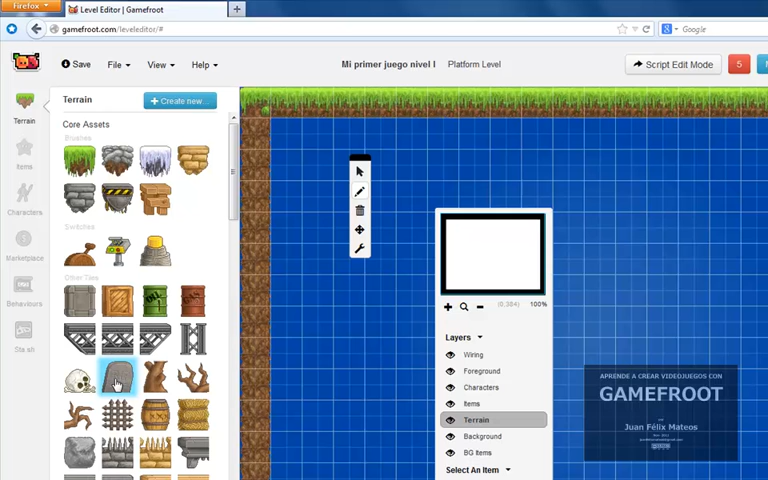 Firefox
Level Editor | Gamefroot
gamefroot.com/leveleditor/#
Google
Save
File
View
Help
Mi primer juego nivel I
Platform Level
Script Edit Mode
5
Terrain
Create new...
Terrain
Core Assets
Brushes
Items
Switches
Characters
Marketplace
Other Tiles
Behaviours
(0,384)
100%
Layers
Wiring
Foreground
Characters
Items
Terrain
Background
BG Items
Select An Item
APRENDE A CREAR VIDEOJUEGOS CON
GAMEFROOT
por
Juan Félix Mateos